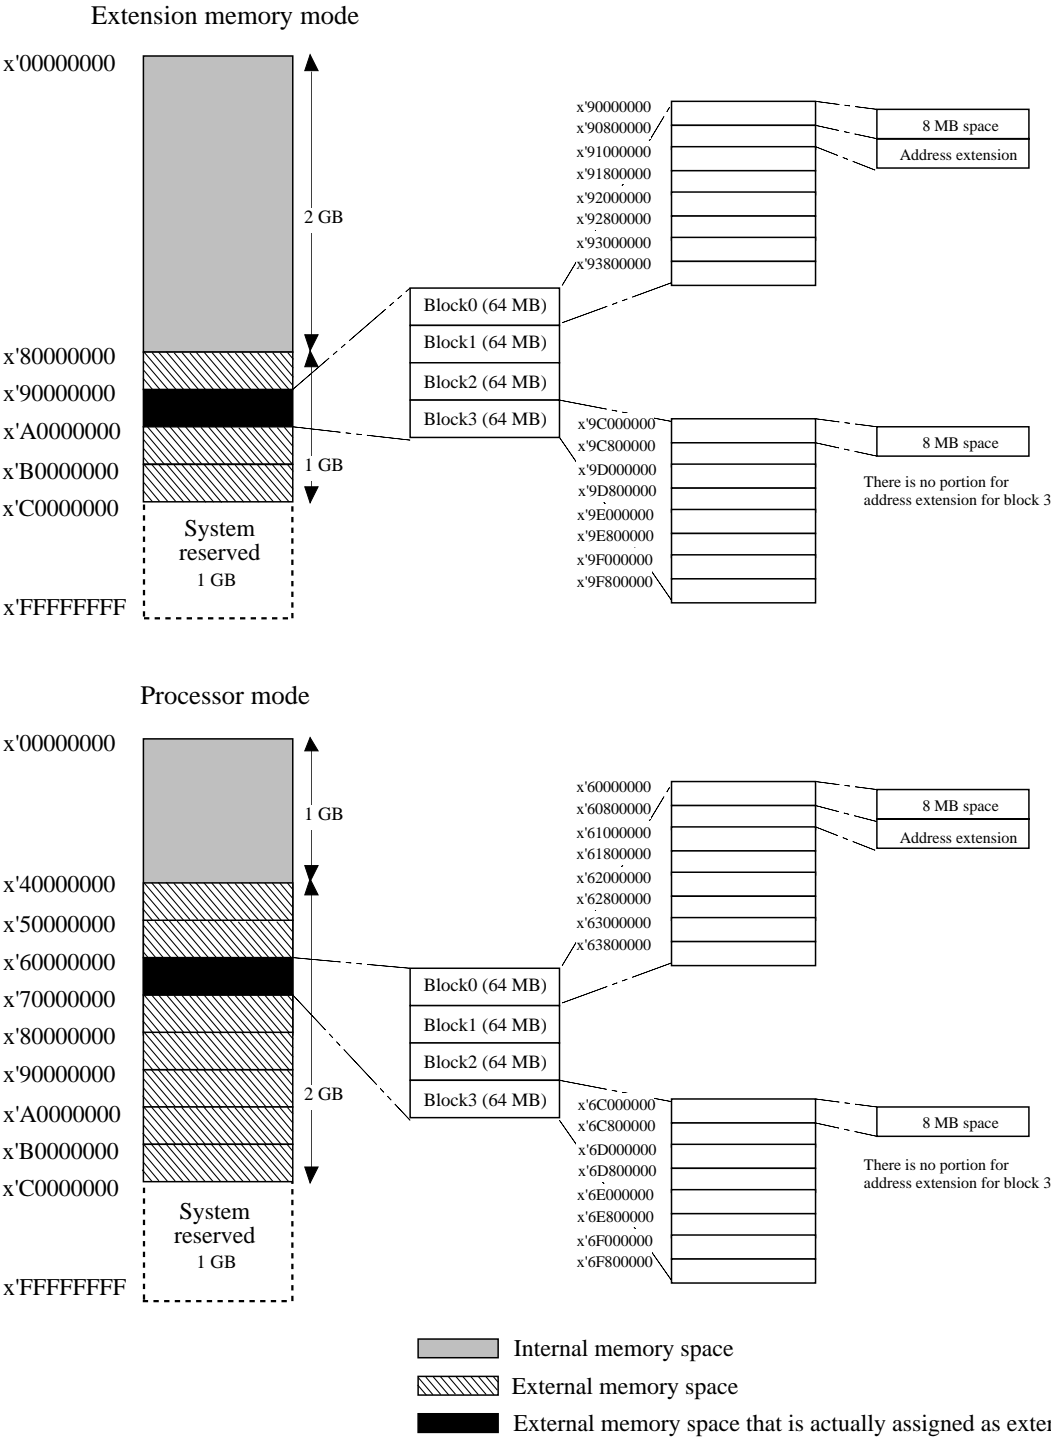 Extension memory mode
x'00000000
2 GB
x'80000000
x'90000000
x'A0000000
x'B0000000
x'C0000000
1 GB
System
reserved
1 GB
x'FFFFFFFF
Block0 (64 MB)
Block1 (64 MB)
Block2 (64 MB)
Block3 (64 MB)
x'90000000
x'90800000
x'91000000
x'91800000
x'92000000
x'92800000
x'93000000
x'93800000
8 MB space
Address extension
x'9C000000
x'9C800000
x'9D000000
x'9D800000
x'9E000000
x'9E800000
x'9F000000
x'9F800000
8 MB space
There is no portion for
address extension for block 3
Processor mode
x'00000000
1 GB
x'40000000
x'50000000
x'60000000
x'70000000
x'80000000
x'90000000
x'A0000000
x'B0000000
x'C0000000
2 GB
System
reserved
1 GB
x'FFFFFFFF
Block0 (64 MB)
Block1 (64 MB)
Block2 (64 MB)
Block3 (64 MB)
x'60000000
x'60800000
x'61000000
x'61800000
x'62000000
x'62800000
x'63000000
x'63800000
8 MB space
Address extension
x'6C000000
x'6C800000
x'6D000000
x'6D800000
x'6E000000
x'6E800000
x'6F000000
x'6F800000
8 MB space
There is no portion for
address extension for block 3
Internal memory space
External memory space
External memory space that is actually assigned as